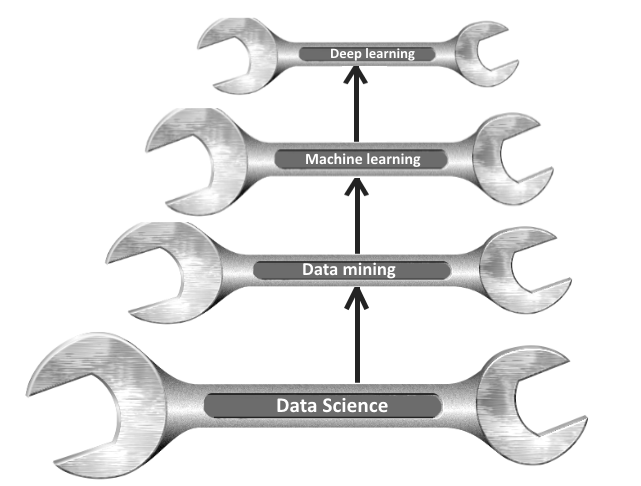 Deep learning
Machine learning
Data mining
Data Science